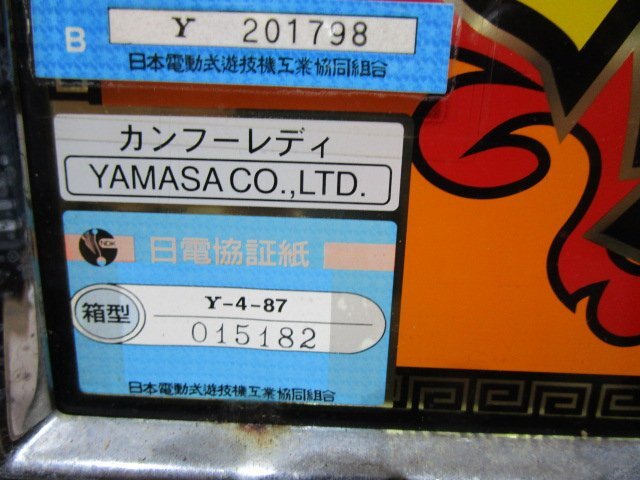 B Y 201798
日本電動式遊技機工業協同組合
カンフーレディ
YAMASA CO.,LTD.
NDK 日電協証紙
箱型 Y-4-87
015182
日本電動式遊技機工業協同組合